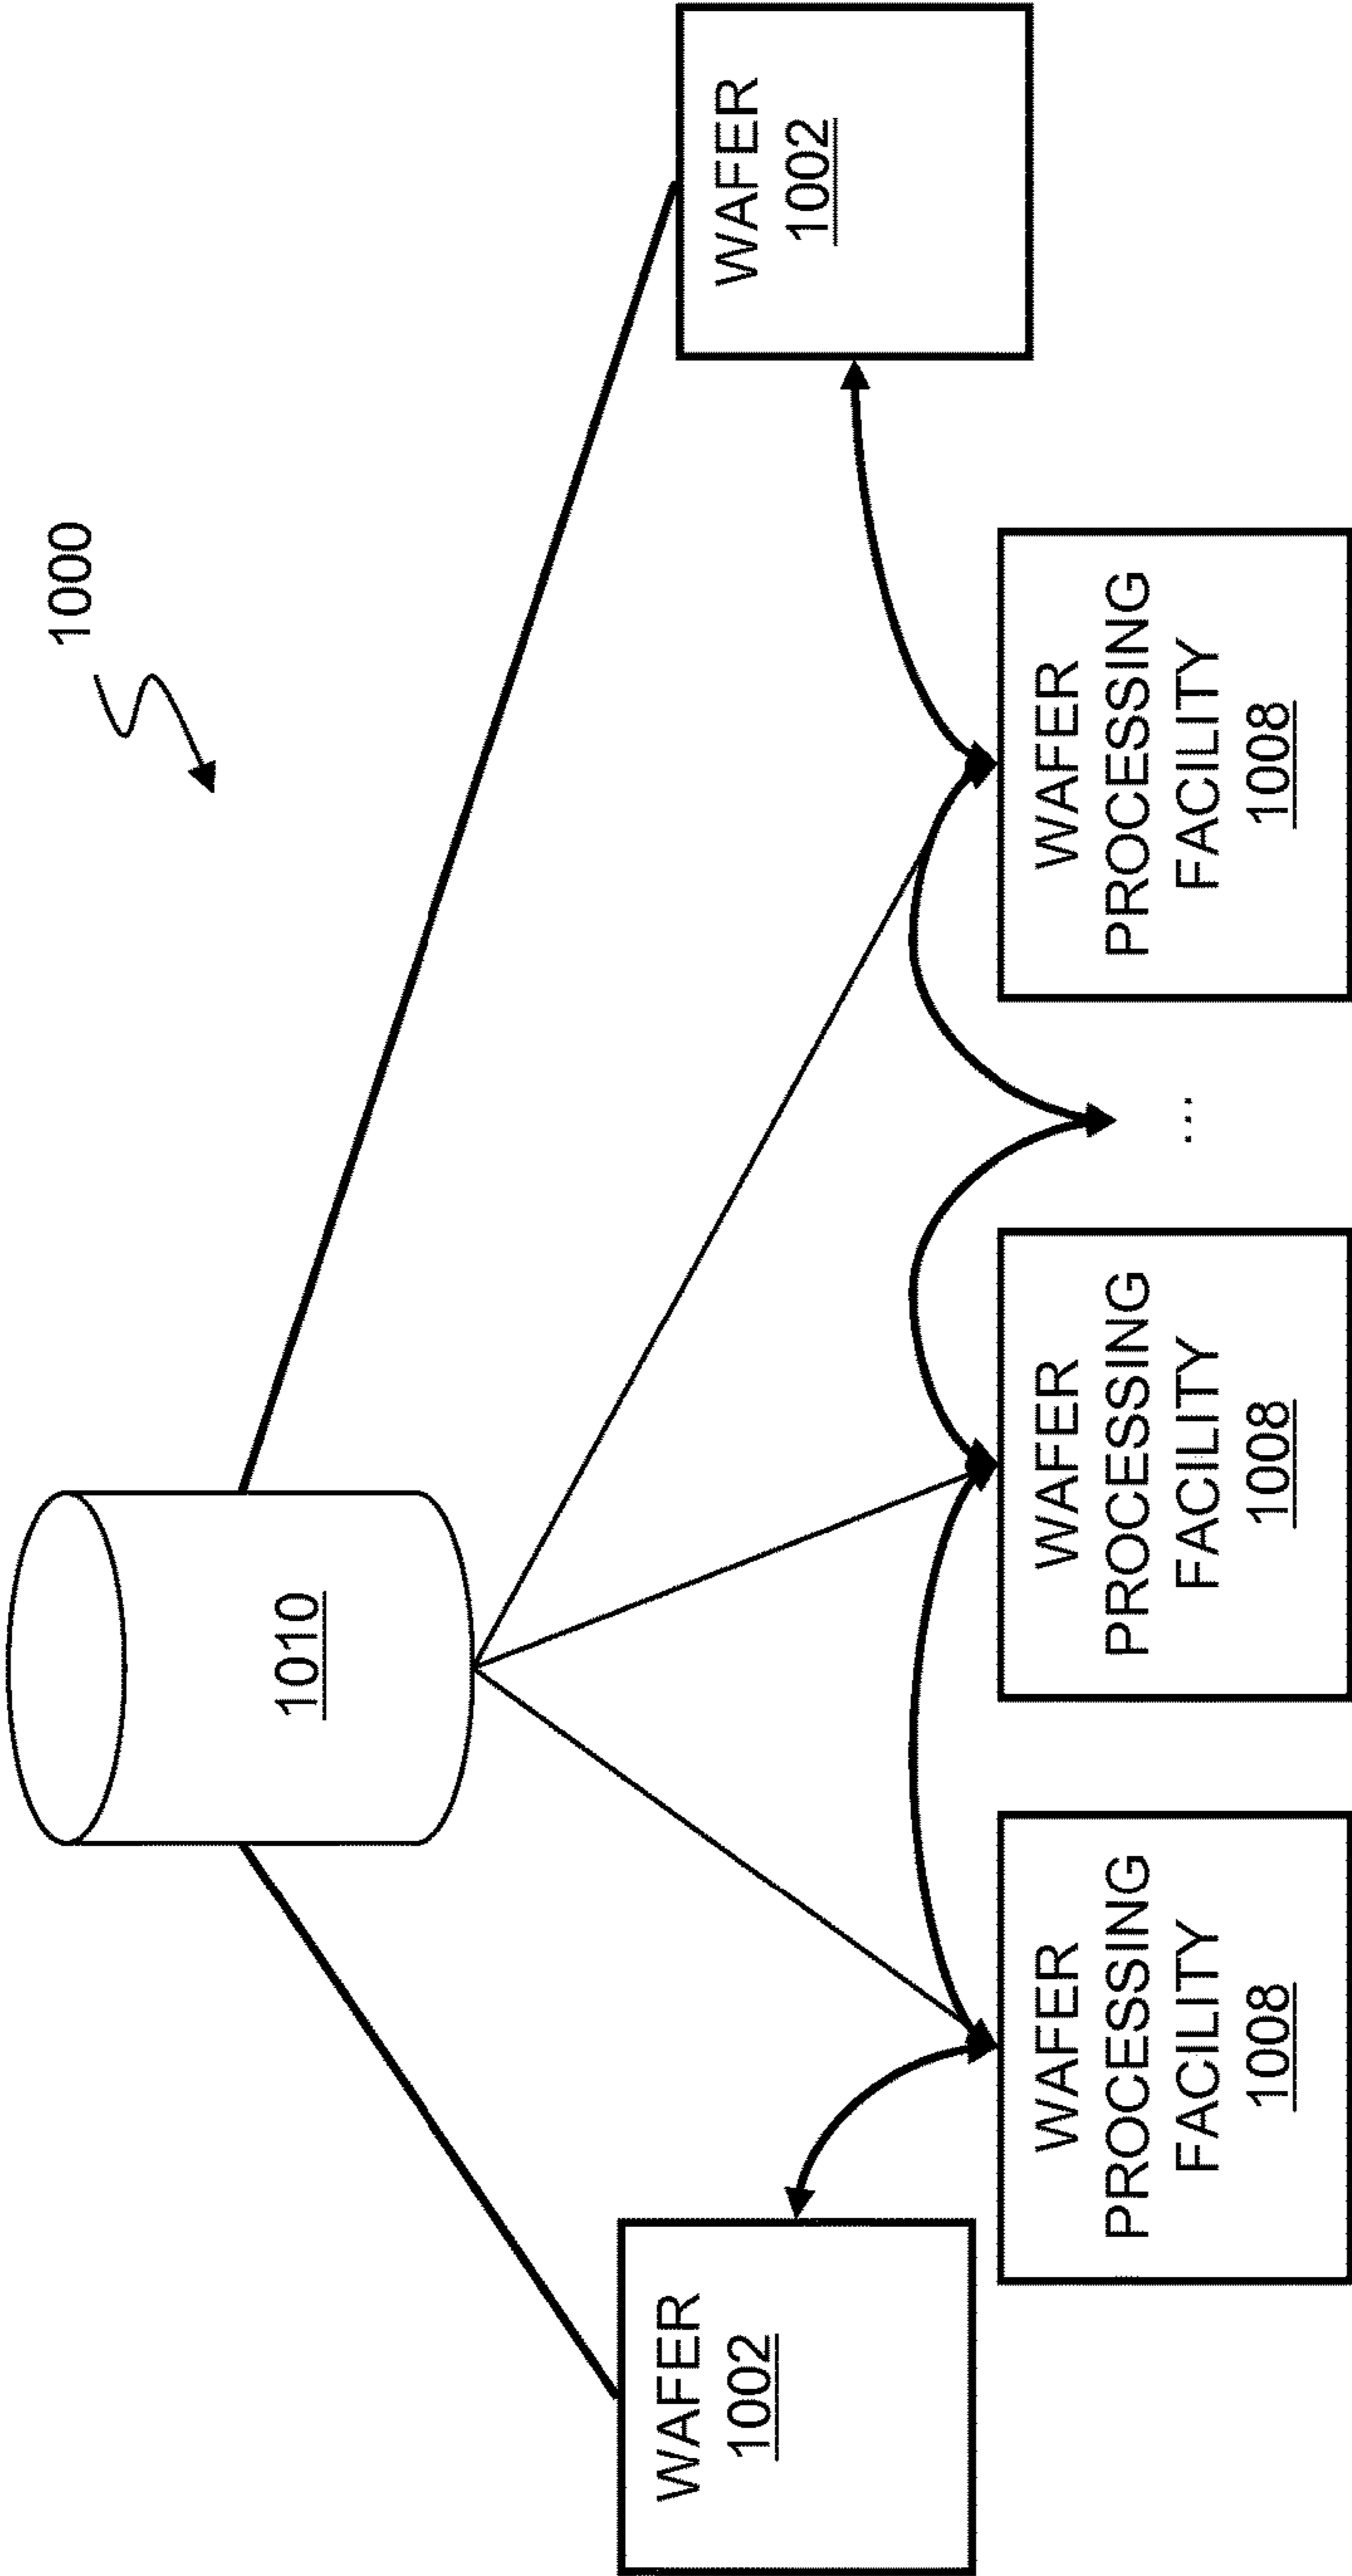 1000
1010
WAFER
1002
WAFER
1002
WAFER
PROCESSING
FACILITY
1008
WAFER
PROCESSING
FACILITY
1008
...
WAFER
PROCESSING
FACILITY
1008